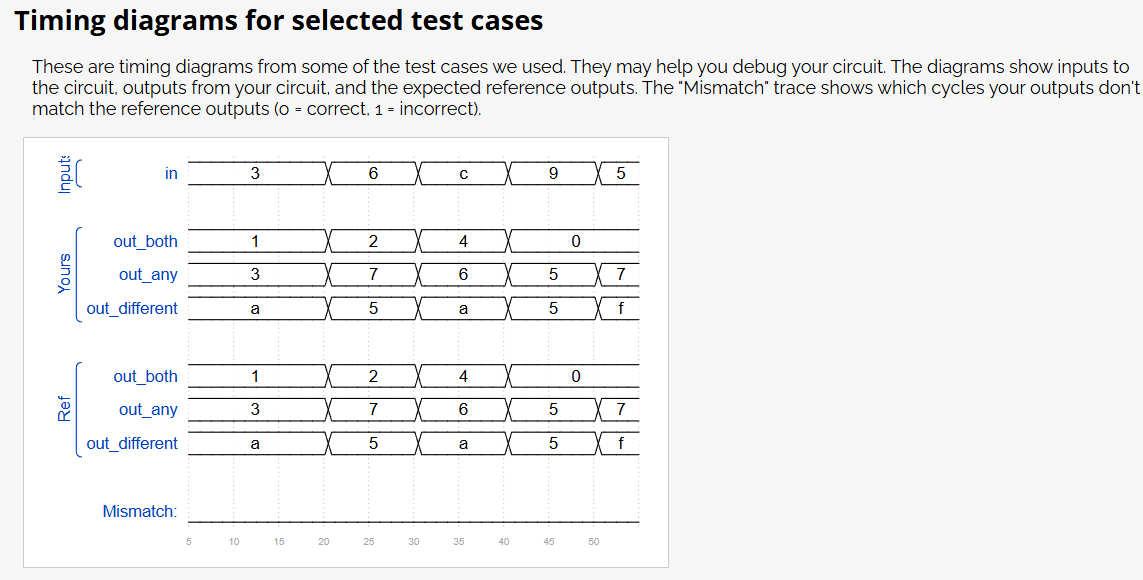 Timing diagrams for selected test cases
These are timing diagrams from some of the test cases we used. They may help you debug your circuit. The diagrams show inputs to
the circuit, outputs from your circuit, and the expected reference outputs. The "Mismatch" trace shows which cycles your outputs don't
match the reference outputs (0 = correct, 1 = incorrect).
Inputs
in 3 6 c 9 5
Yours
out_both 1 2 4 0
out_any 3 7 6 5 7
out_different a 5 a 5 f
Ref
out_both 1 2 4 0
out_any 3 7 6 5 7
out_different a 5 a 5 f
Mismatch:
5 10 15 20 25 30 35 40 45 50